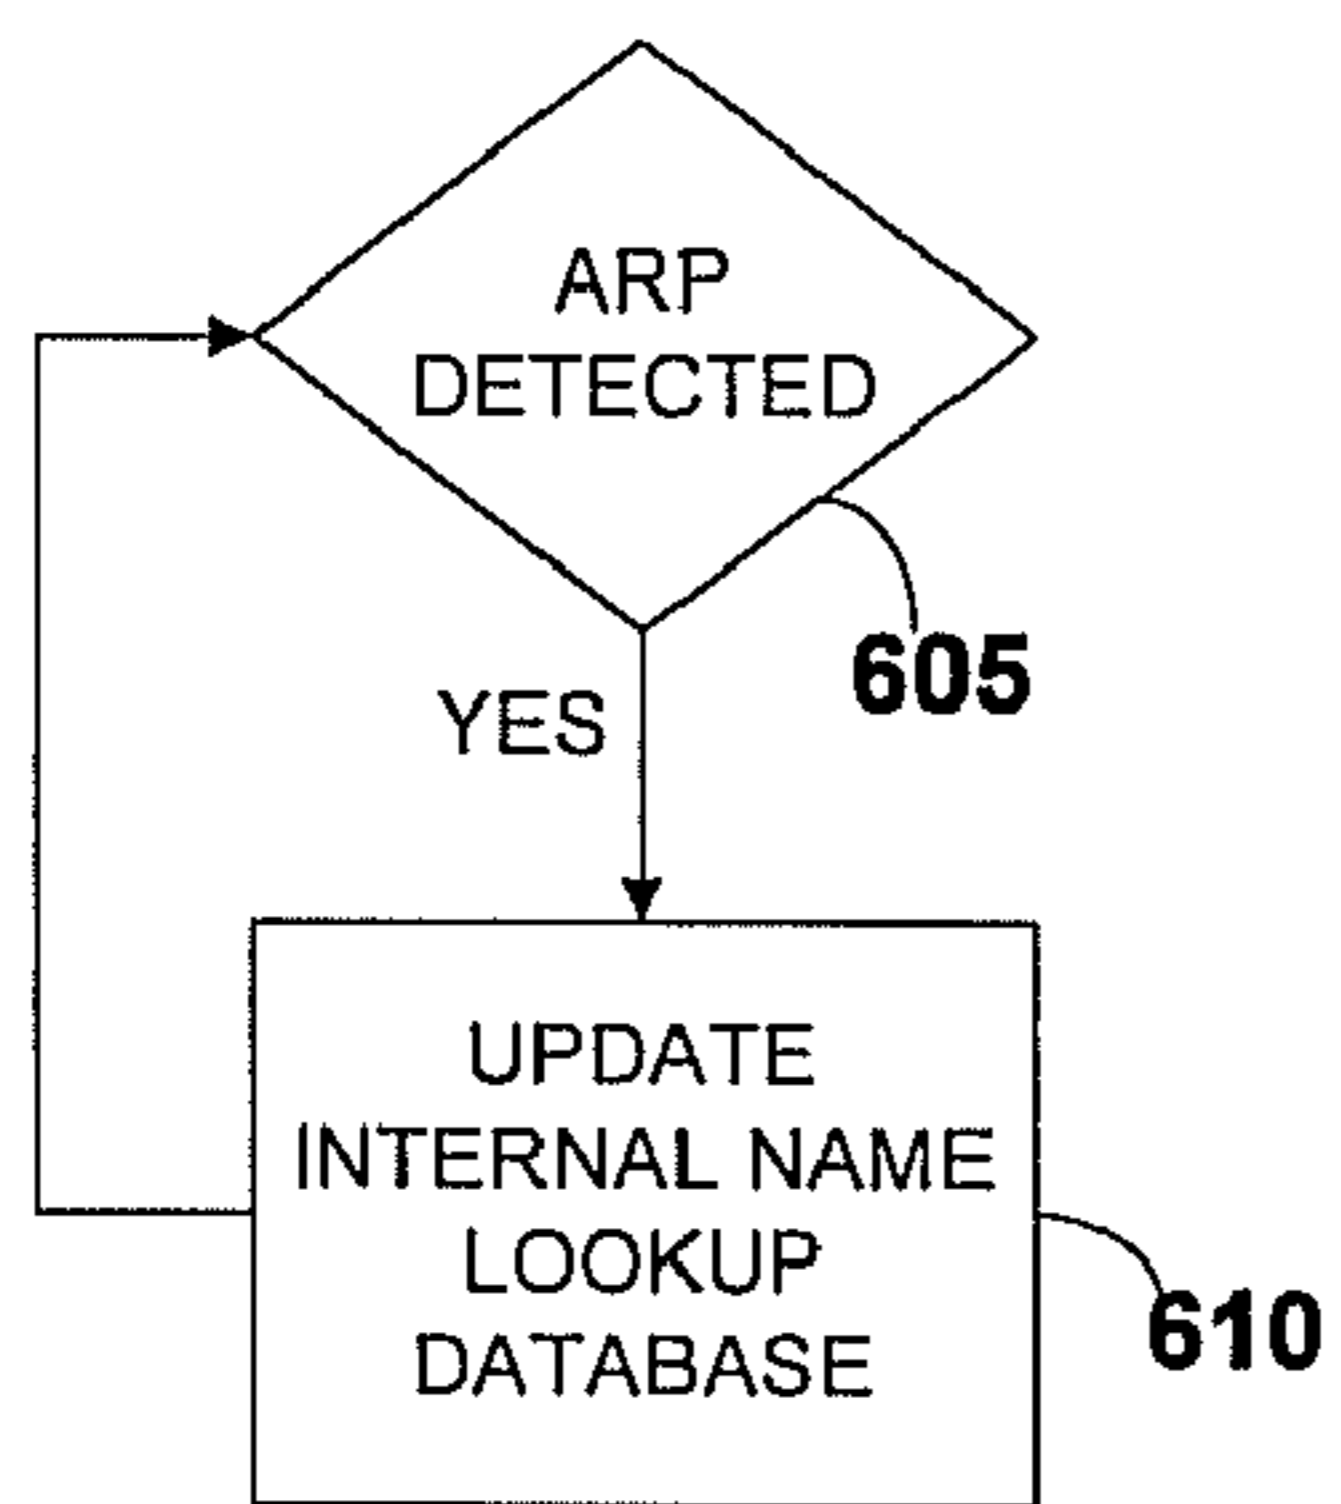 ARP
DETECTED
605
YES
UPDATE
INTERNAL NAME
LOOKUP
DATABASE
610